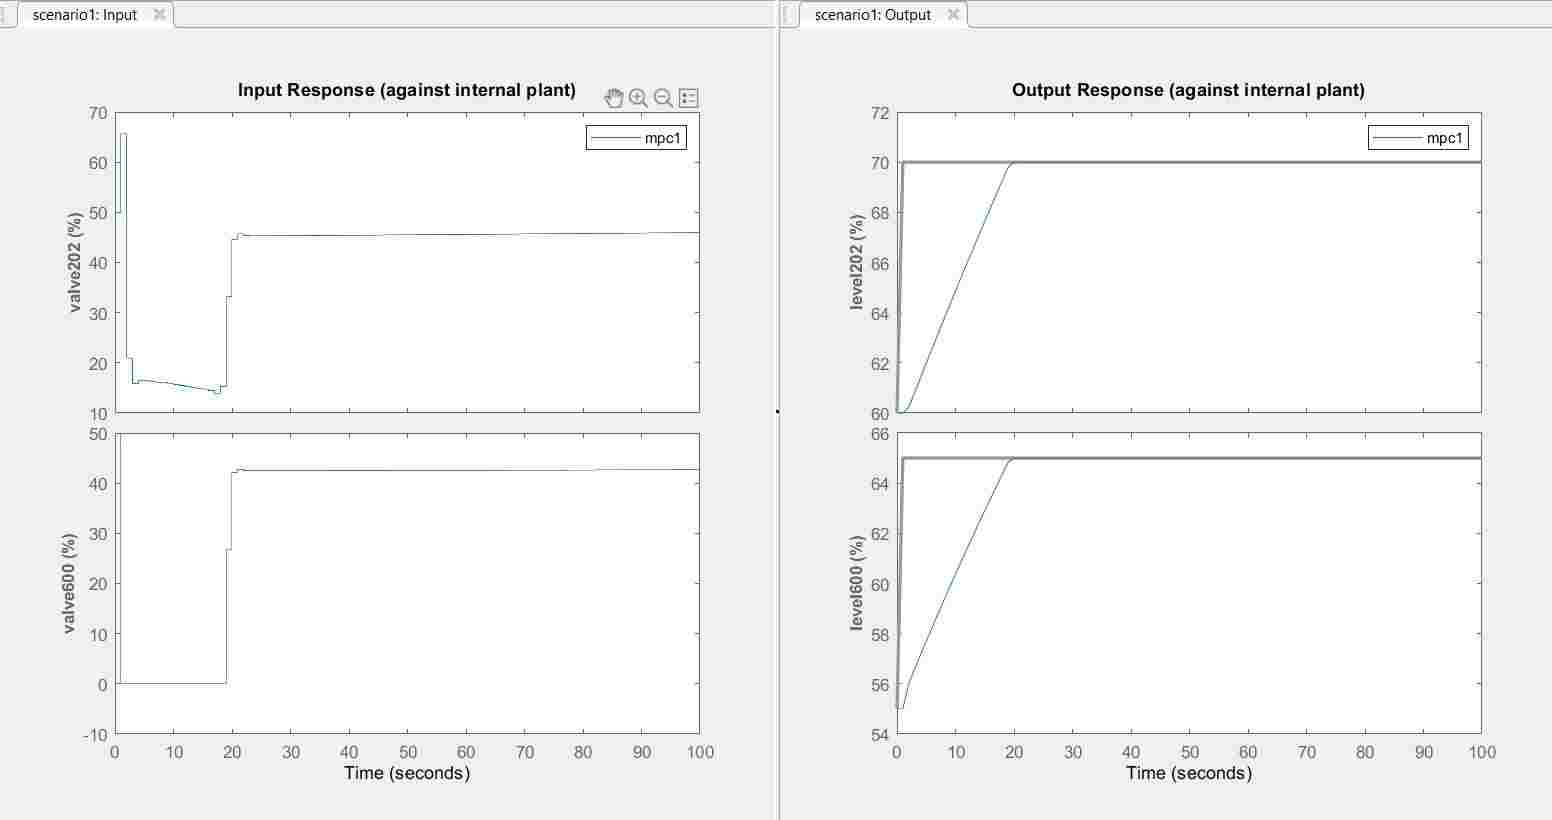 scenario1: Input
Input Response (against internal plant)
70
60
50
40
30
20
10
valve202 (%)
mpc1
50
40
30
20
10
0
-10
valve600 (%)
0 10 20 30 40 50 60 70 80 90 100
Time (seconds)
scenario1: Output
Output Response (against internal plant)
72
70
68
66
64
62
60
level202 (%)
mpc1
66
64
62
60
58
56
54
level600 (%)
0 10 20 30 40 50 60 70 80 90 100
Time (seconds)